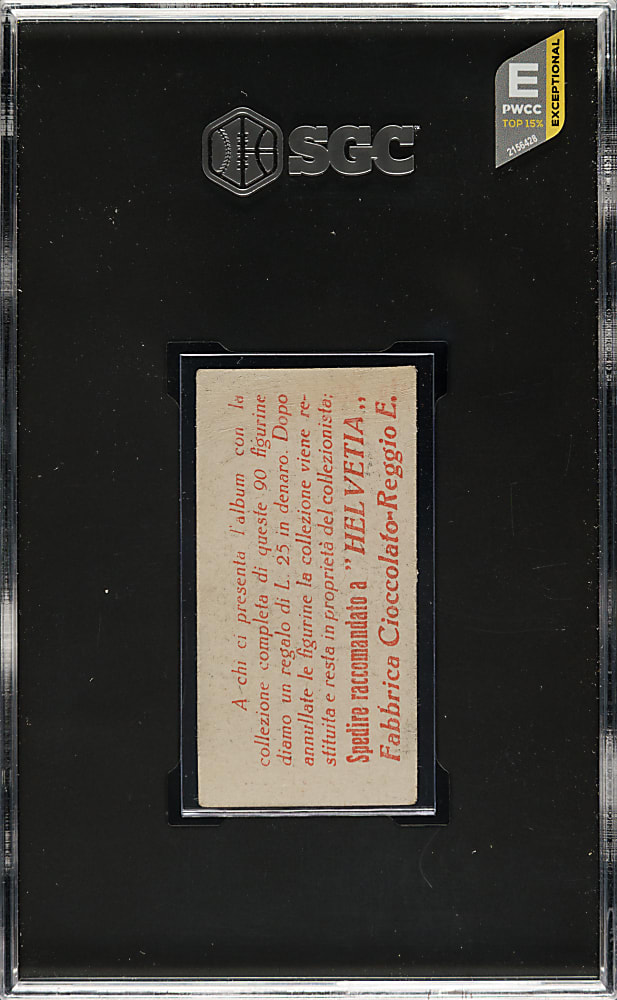 E
PWCC
TOP 15%
EXCEPTIONAL
2156428
SGC
A chi ci presenta l'album con la
collezione completa di queste 90 figurine
diamo un regalo di L. 25 in denaro. Dopo
annullate le figurine la collezione viene re-
stituita e resta in proprietà del collezionista;
Spedire raccomandato a "HELVETIA„
Fabbrica Cioccolato-Reggio E.